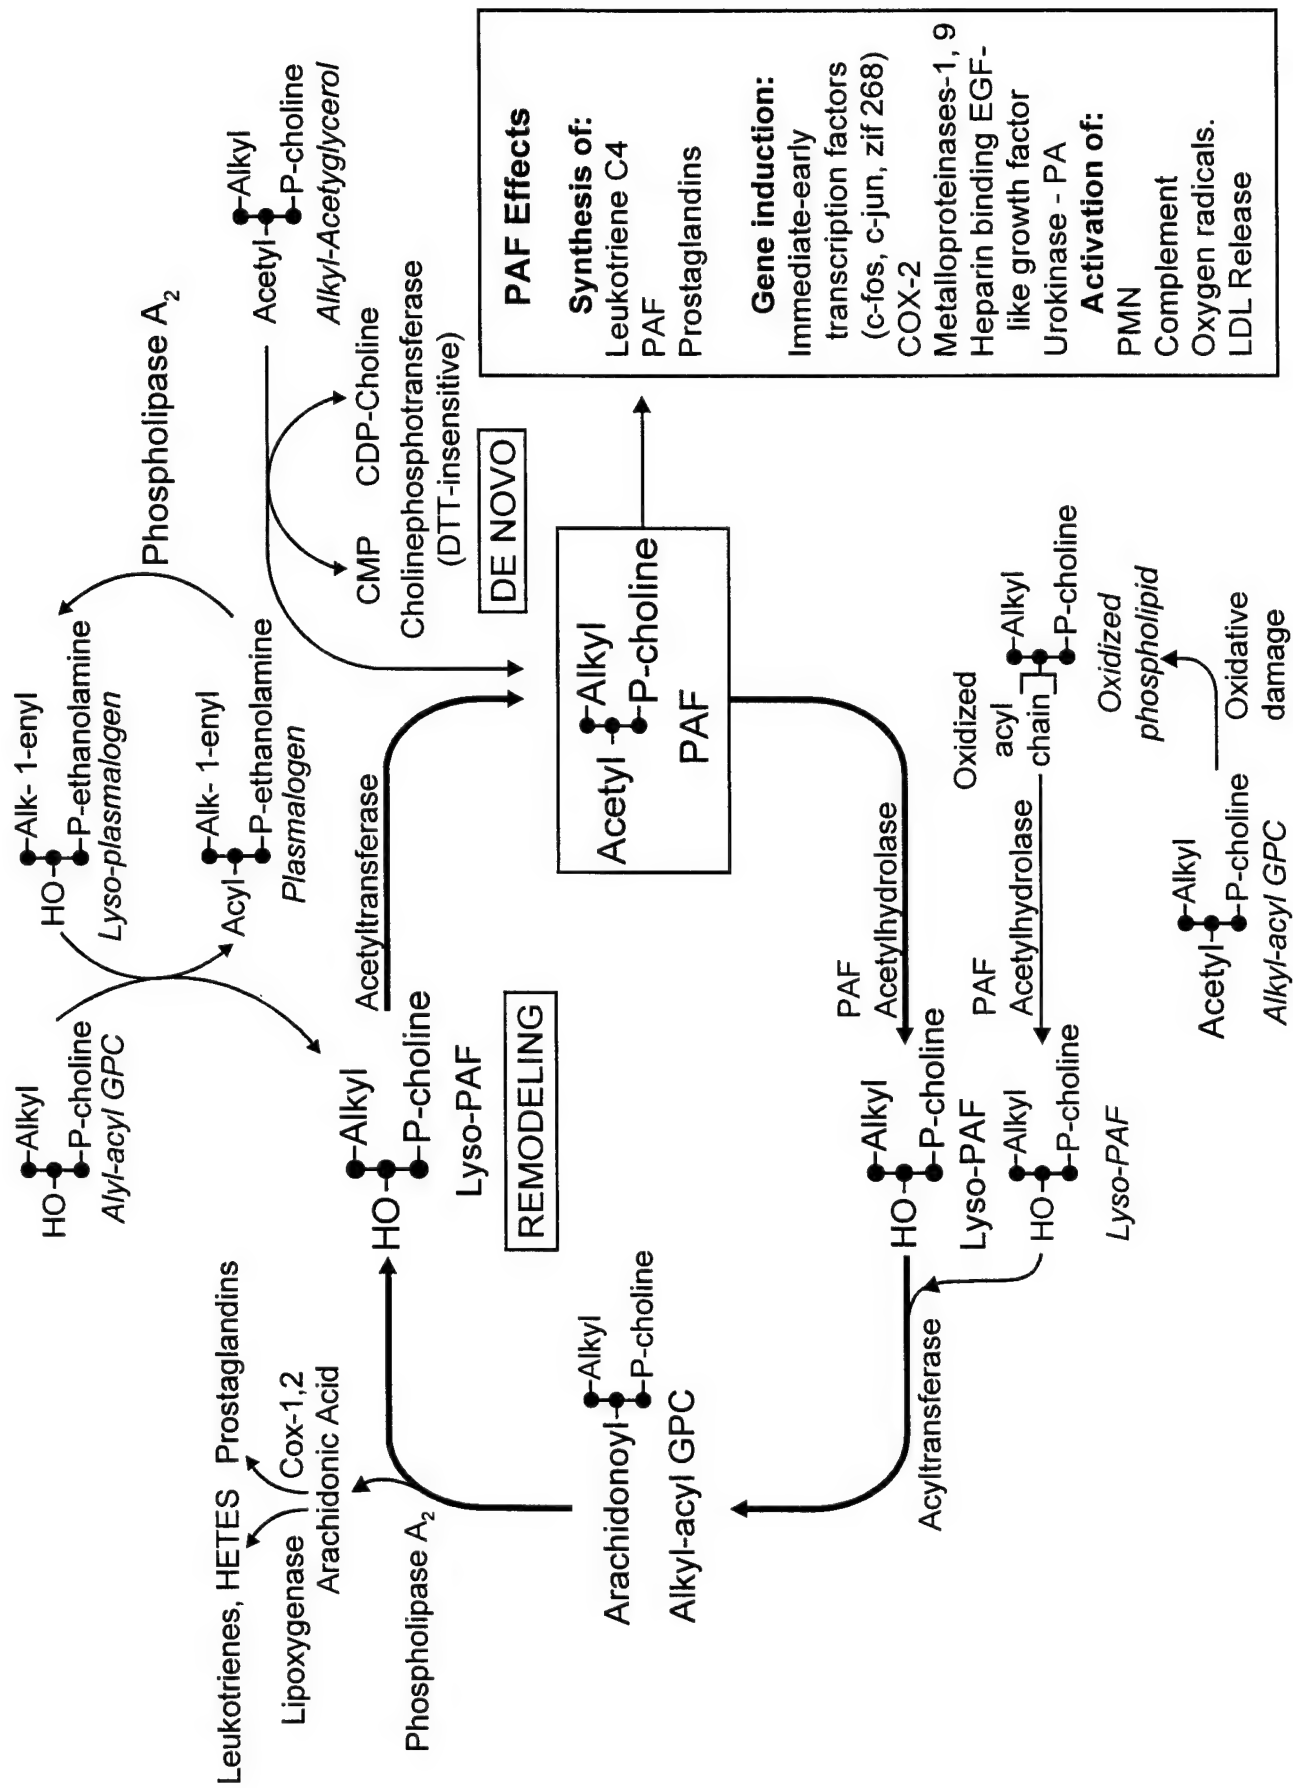 Leukotrienes, HETES
Prostaglandins
Lipoxygenase
Cox-1,2
Arachidonic Acid
Phospholipase A2
Alkyl
HO
P-choline
Alyl-acyl GPC
Alk- 1-enyl
HO
P-ethanolamine
Lyso-plasmalogen
Alk- 1-enyl
Acyl
P-ethanolamine
Plasmalogen
Phospholipase A2
Alkyl
Acetyl
P-choline
Alkyl-Acetyglycerol
CMP
CDP-Choline
Cholinephosphotransferase
(DTT-insensitive)
DE NOVO
Alkyl
HO
P-choline
Lyso-PAF
REMODELING
Acetyltransferase
Alkyl
Acetyl
P-choline
PAF
Alkyl
Arachidonoyl
P-choline
Alkyl-acyl GPC
Acyltransferase
Alkyl
HO
P-choline
Lyso-PAF
PAF
Acetylhydrolase
Alkyl
HO
P-choline
Lyso-PAF
PAF
Acetylhydrolase
Oxidized
acyl
chain
Alkyl
P-choline
Oxidized
phospholipid
Alkyl
Acetyl
P-choline
Alkyl-acyl GPC
Oxidative
damage
PAF Effects
Synthesis of:
Leukotriene C4
PAF
Prostaglandins
Gene induction:
Immediate-early
transcription factors
(c-fos, c-jun, zif 268)
COX-2
Metalloproteinases-1, 9
Heparin binding EGF-
like growth factor
Urokinase - PA
Activation of:
PMN
Complement
Oxygen radicals.
LDL Release